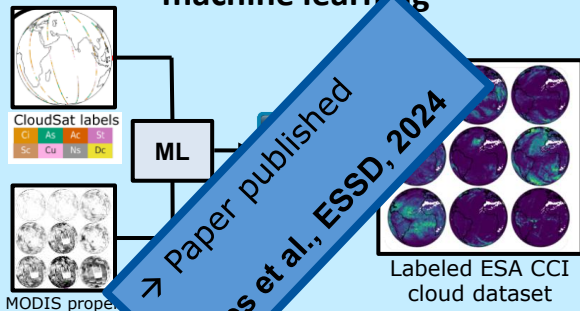 machine learning
CloudSat labels
Ci As Ac St
Sc Cu Ns Dc
ML
→ Paper published
et al., ESSD, 2024
MODIS
Labeled ESA CCI
cloud dataset